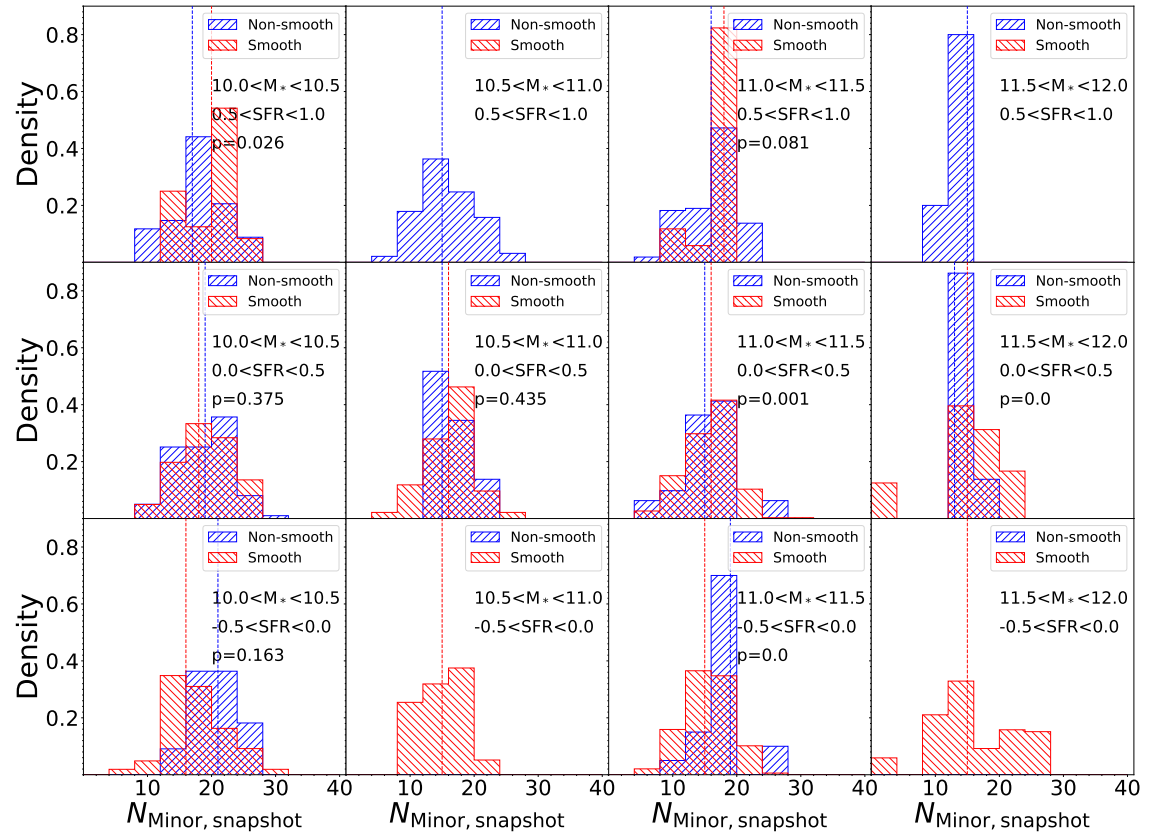 Non-smooth
Smooth
10.0<M*<10.5
0.5<SFR<1.0
p=0.026
Non-smooth
Smooth
10.5<M*<11.0
0.5<SFR<1.0
Non-smooth
Smooth
11.0<M*<11.5
0.5<SFR<1.0
p=0.081
Non-smooth
Smooth
11.5<M*<12.0
0.5<SFR<1.0
0.8
0.6
0.4
0.2
Density
Non-smooth
Smooth
10.0<M*<10.5
0.0<SFR<0.5
p=0.375
Non-smooth
Smooth
10.5<M*<11.0
0.0<SFR<0.5
p=0.435
Non-smooth
Smooth
11.0<M*<11.5
0.0<SFR<0.5
p=0.001
Non-smooth
Smooth
11.5<M*<12.0
0.0<SFR<0.5
p=0.0
0.8
0.6
0.4
0.2
Density
Non-smooth
Smooth
10.0<M*<10.5
-0.5<SFR<0.0
p=0.163
Non-smooth
Smooth
10.5<M*<11.0
-0.5<SFR<0.0
Non-smooth
Smooth
11.0<M*<11.5
-0.5<SFR<0.0
p=0.0
Non-smooth
Smooth
11.5<M*<12.0
-0.5<SFR<0.0
0.8
0.6
0.4
0.2
Density
10 20 30 40 10 20 30 40 10 20 30 40 10 20 30 40
N Minor, snapshot N Minor, snapshot N Minor, snapshot N Minor, snapshot